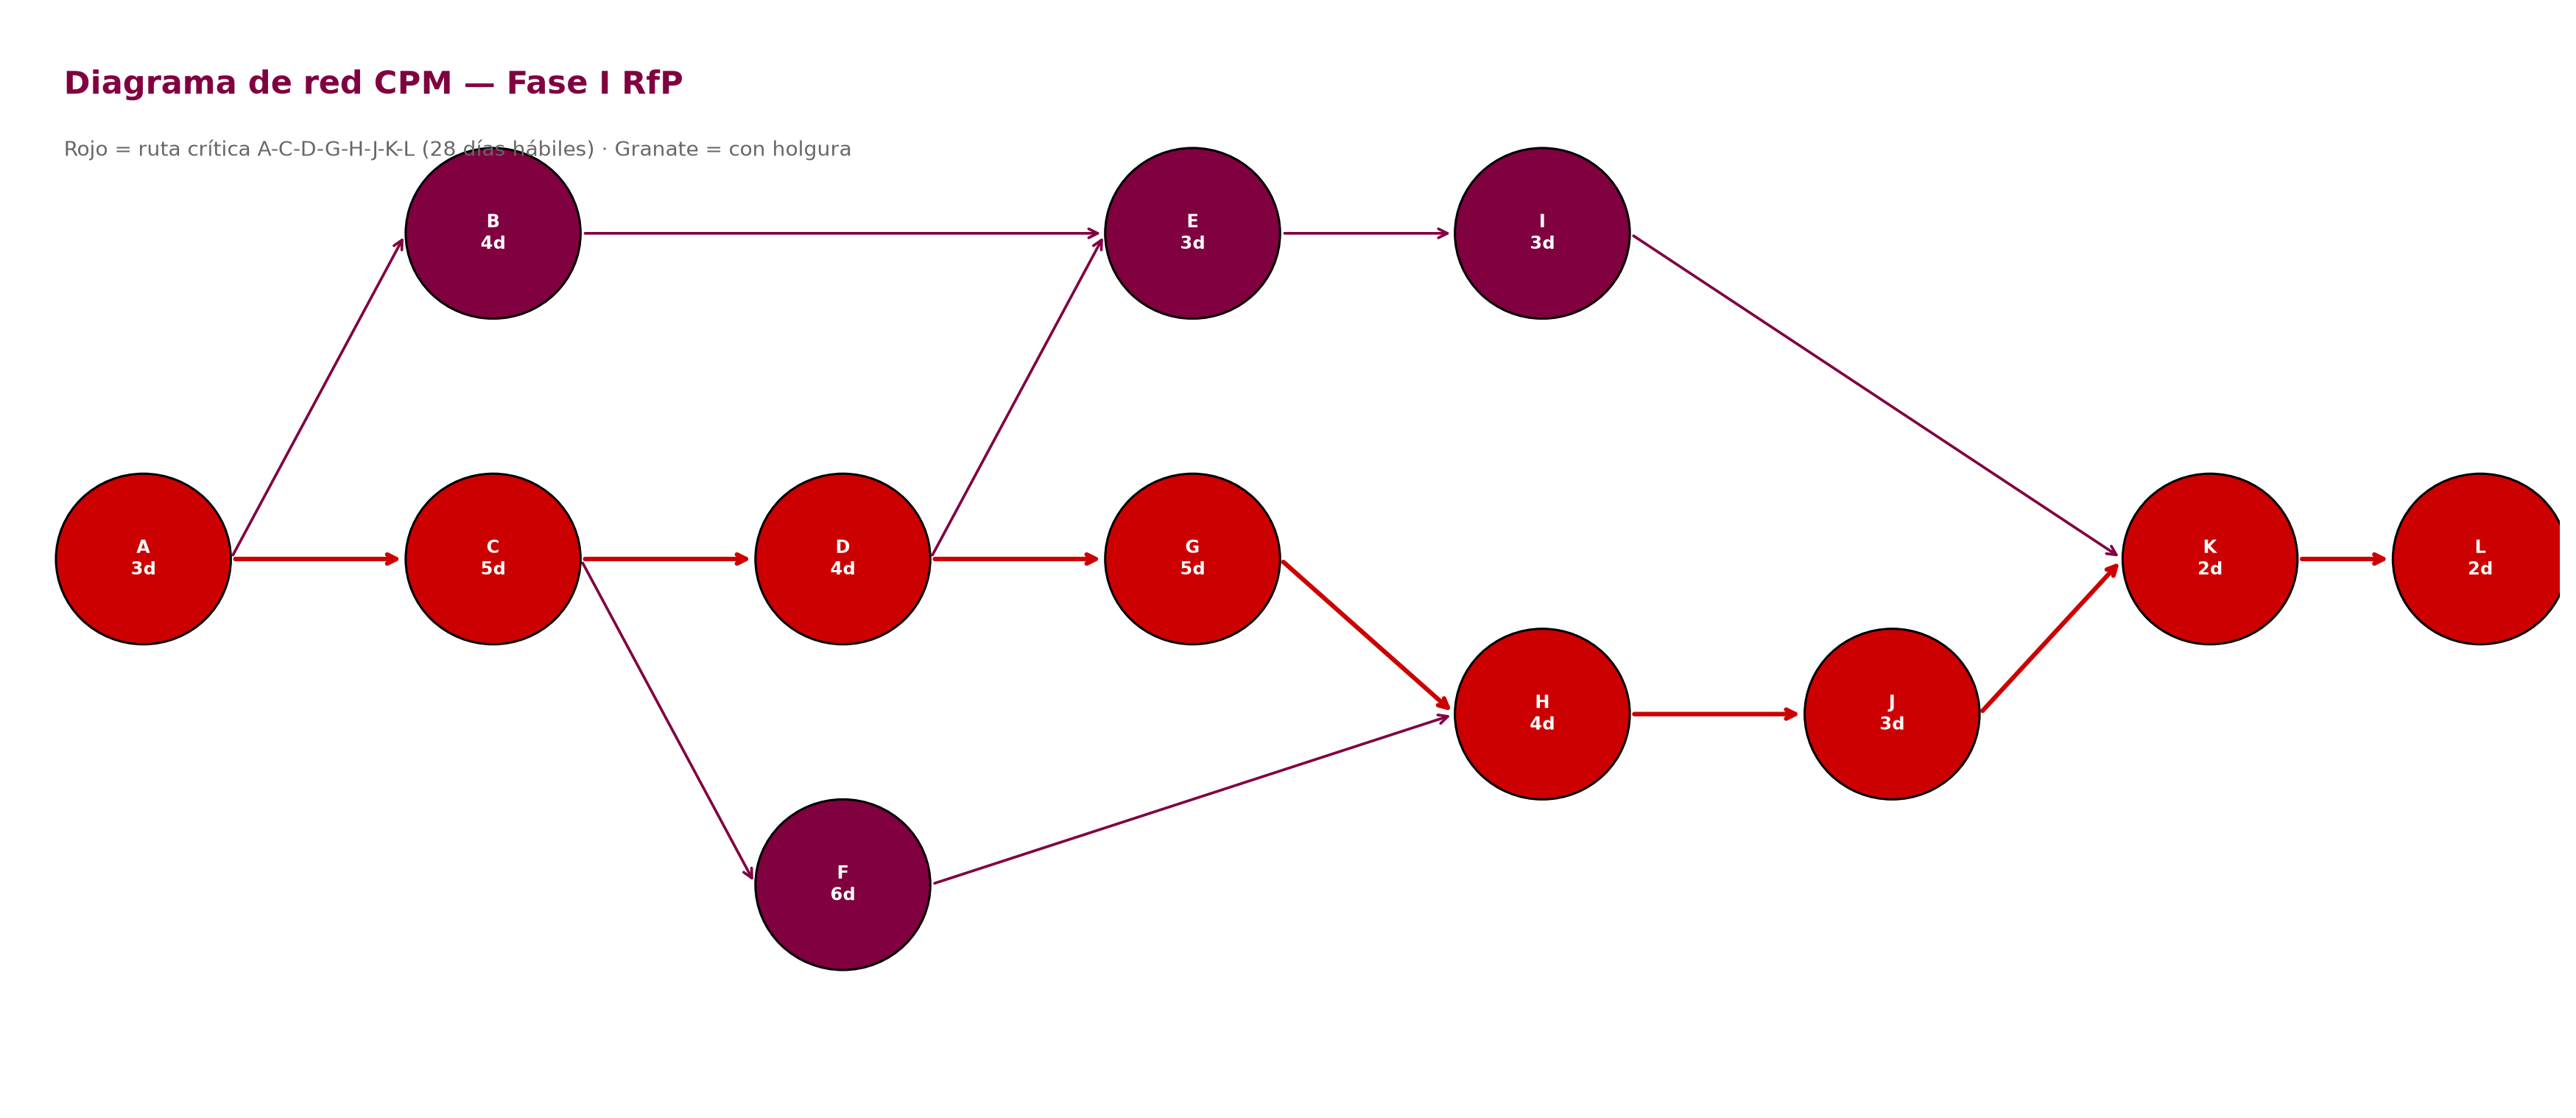 Diagrama de red CPM — Fase I RfP
Rojo = ruta crítica A-C-D-G-H-J-K-L (28 días hábiles) · Granate = con holgura
B
4d
E
3d
I
3d
A
3d
C
5d
D
4d
G
5d
K
2d
L
2d
H
4d
J
3d
F
6d